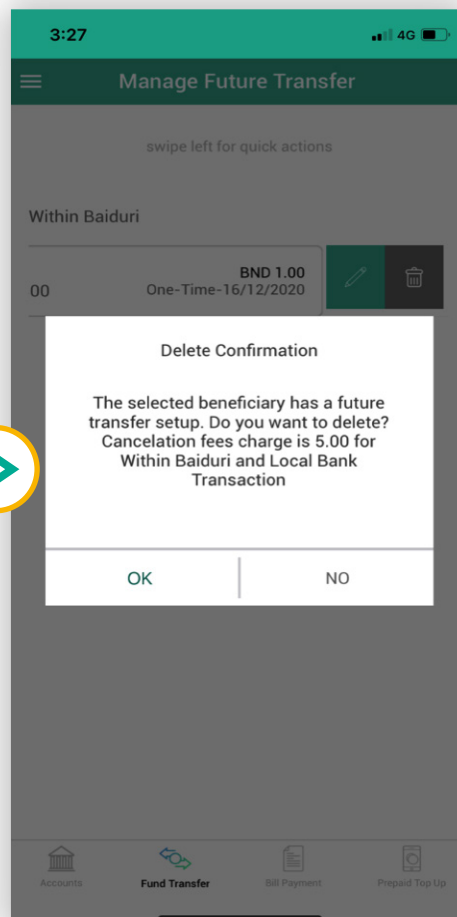 3:27
4G
Manage Future Transfer
swipe left for quick actions
Within Baiduri
BND 1.00
00
One-Time-16/12/2020
Delete Confirmation
The selected beneficiary has a future
transfer setup. Do you want to delete?
Cancelation fees charge is 5.00 for
Within Baiduri and Local Bank
Transaction
OK
NO
Accounts
Fund Transfer
Bill Payment
Prepaid Top Up